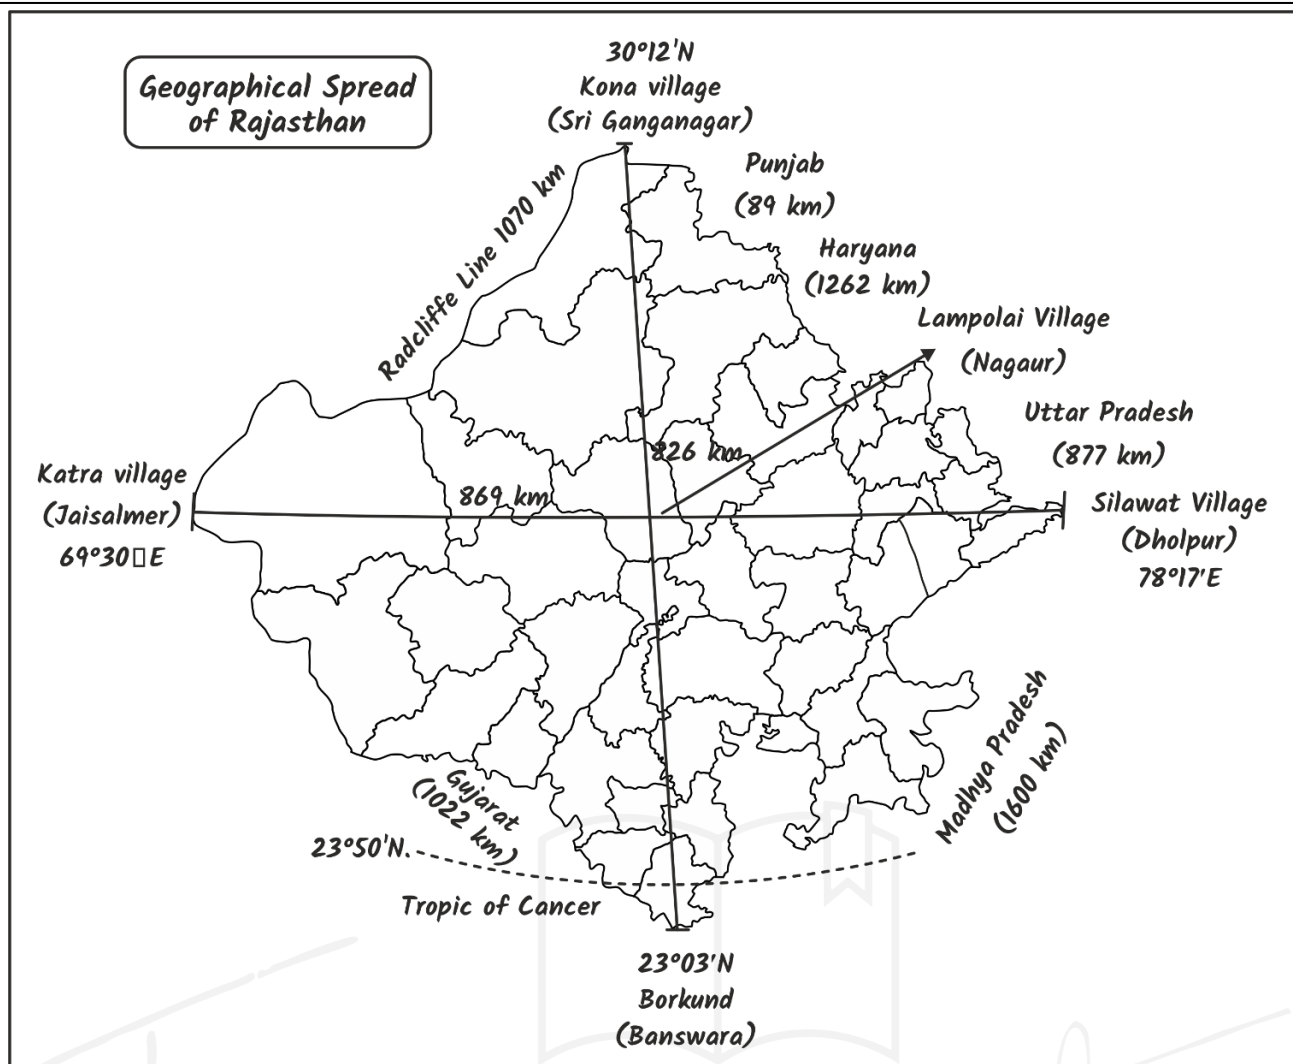 Geographical Spread
of Rajasthan
30°12'N
Kona village
(Sri Ganganagar)
Punjab
(89 km)
Haryana
(1262 km)
Radcliffe Line 1070 km
Lampolai Village
(Nagaur)
Uttar Pradesh
(877 km)
826 km
869 km
Katra village
(Jaisalmer)
69°30▯E
Silawat Village
(Dholpur)
78°17'E
Madhya Pradesh
(1600 km)
Gujarat
(1022 km)
23°50'N.
Tropic of Cancer
23°03'N
Borkund
(Banswara)